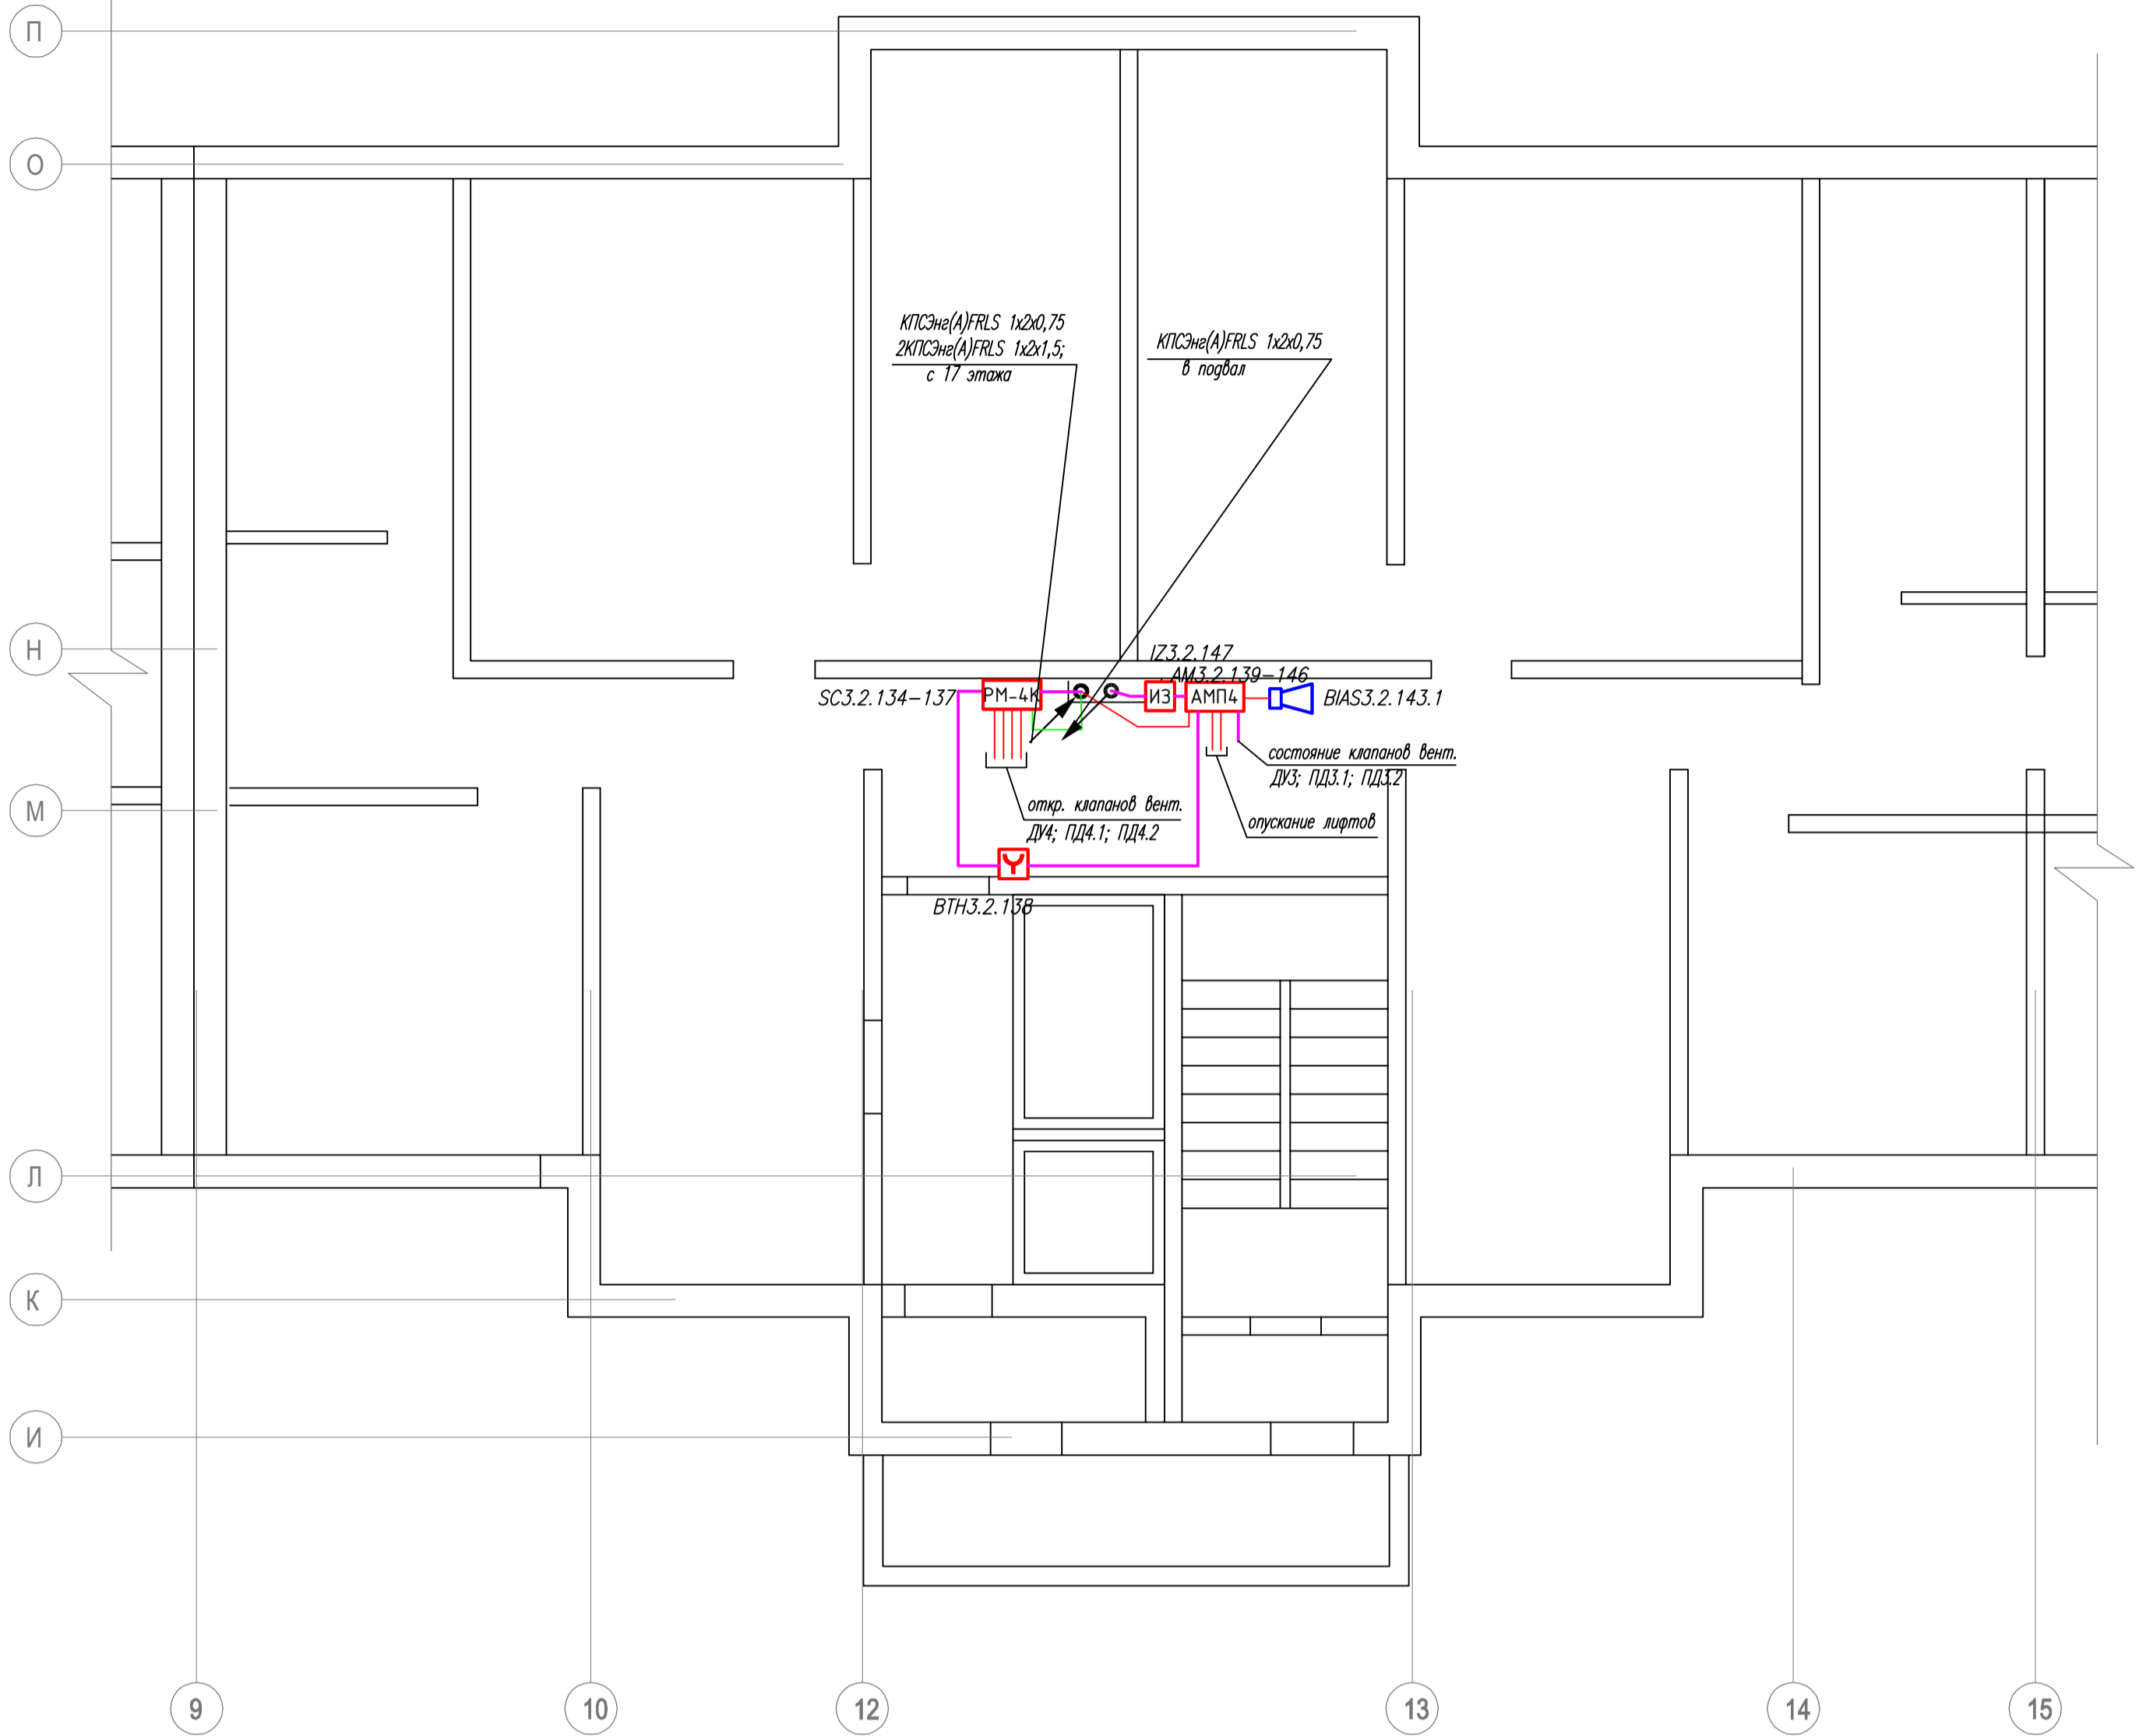 П
О
КПСЭнг(А)FRLS 1х2х0,75
2КПСЭнг(А)FRLS 1х2х1,5;
с 17 этажа
КПСЭнг(А)FRLS 1х2х0,75
в подвал
Н
IZ3.2.147
АМ3.2.139-146
SC3.2.134-137
РМ-4К
ИЗ
АМП4
BIAS3.2.143.1
состояние клапанов вент.
ДУ3; ПД3.1; ПД3.2
М
откр. клапанов вент.
ДУ4; ПД4.1; ПД4.2
опускание лифтов
ВТН3.2.138
Л
К
И
9
10
12
13
14
15